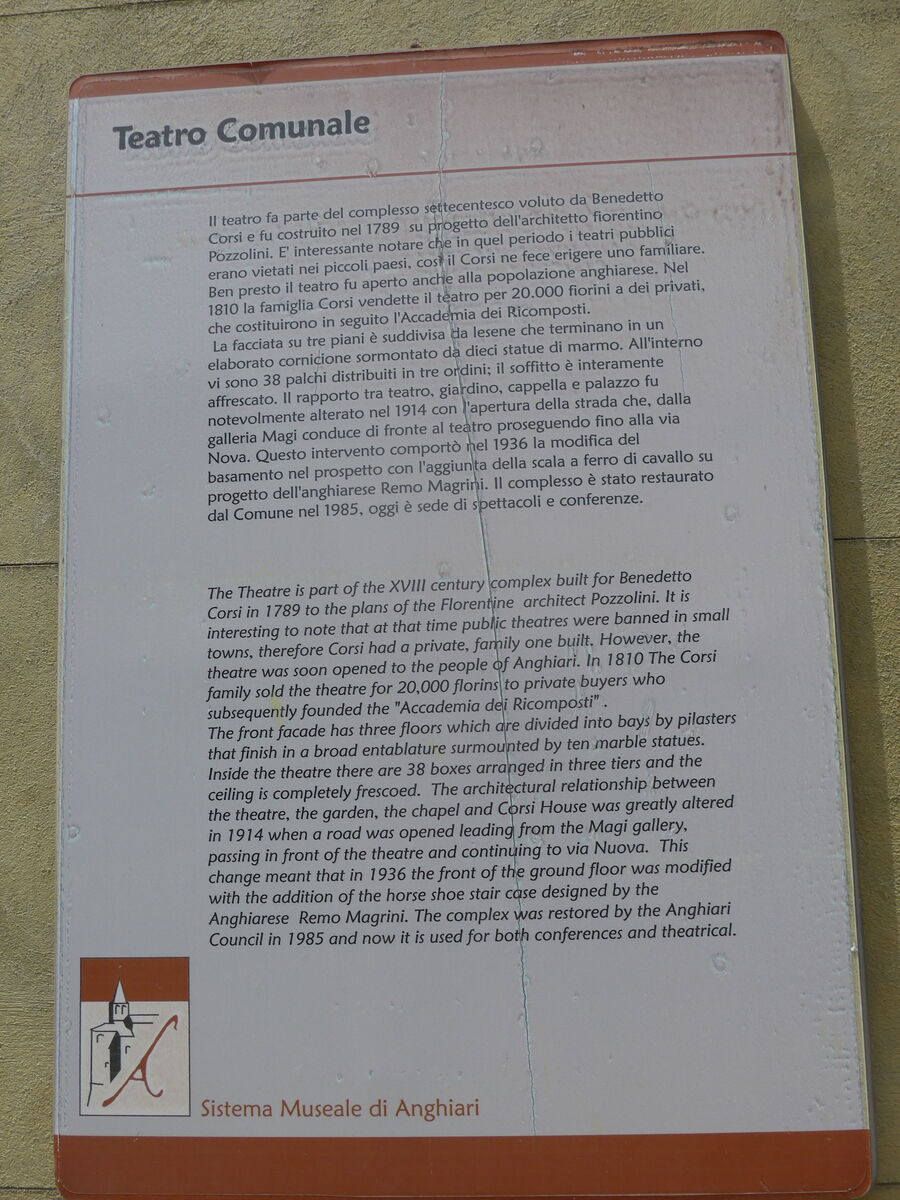 Teatro Comunale
Il teatro fa parte del complesso settecentesco voluto da Benedetto
Corsi e fu costruito nel 1789 su progetto dell'architetto fiorentino
Pozzolini. E' interessante notare che in quel periodo i teatri pubblici
erano vietati nei piccoli paesi, così il Corsi ne fece erigere uno familiare.
Ben presto il teatro fu aperto anche alla popolazione anghiarese. Nel
1810 la famiglia Corsi vendette il teatro per 20.000 fiorini a dei privati,
che costituirono in seguito l'Accademia dei Ricomposti.
La facciata su tre piani è suddivisa da lesene che terminano in un
elaborato cornicione sormontato da dieci statue di marmo. All'interno
vi sono 38 palchi distribuiti in tre ordini; il soffitto è interamente
affrescato. Il rapporto tra teatro, giardino, cappella e palazzo fu
notevolmente alterato nel 1914 con l'apertura della strada che, dalla
galleria Magi conduce di fronte al teatro proseguendo fino alla via
Nova. Questo intervento comportò nel 1936 la modifica del
basamento nel prospetto con l'aggiunta della scala a ferro di cavallo su
progetto dell'anghiarese Remo Magrini. Il complesso è stato restaurato
dal Comune nel 1985, oggi è sede di spettacoli e conferenze.
The Theatre is part of the XVIII century complex built for Benedetto
Corsi in 1789 to the plans of the Florentine architect Pozzolini. It is
interesting to note that at that time public theatres were banned in small
towns, therefore Corsi had a private, family one built. However, the
theatre was soon opened to the people of Anghiari. In 1810 The Corsi
family sold the theatre for 20,000 florins to private buyers who
subsequently founded the "Accademia dei Ricomposti" .
The front facade has three floors which are divided into bays by pilasters
that finish in a broad entablature surmounted by ten marble statues.
Inside the theatre there are 38 boxes arranged in three tiers and the
ceiling is completely frescoed. The architectural relationship between
the theatre, the garden, the chapel and Corsi House was greatly altered
in 1914 when a road was opened leading from the Magi gallery,
passing in front of the theatre and continuing to via Nuova. This
change meant that in 1936 the front of the ground floor was modified
with the addition of the horse shoe stair case designed by the
Anghiarese Remo Magrini. The complex was restored by the Anghiari
Council in 1985 and now it is used for both conferences and theatrical.
A
Sistema Museale di Anghiari